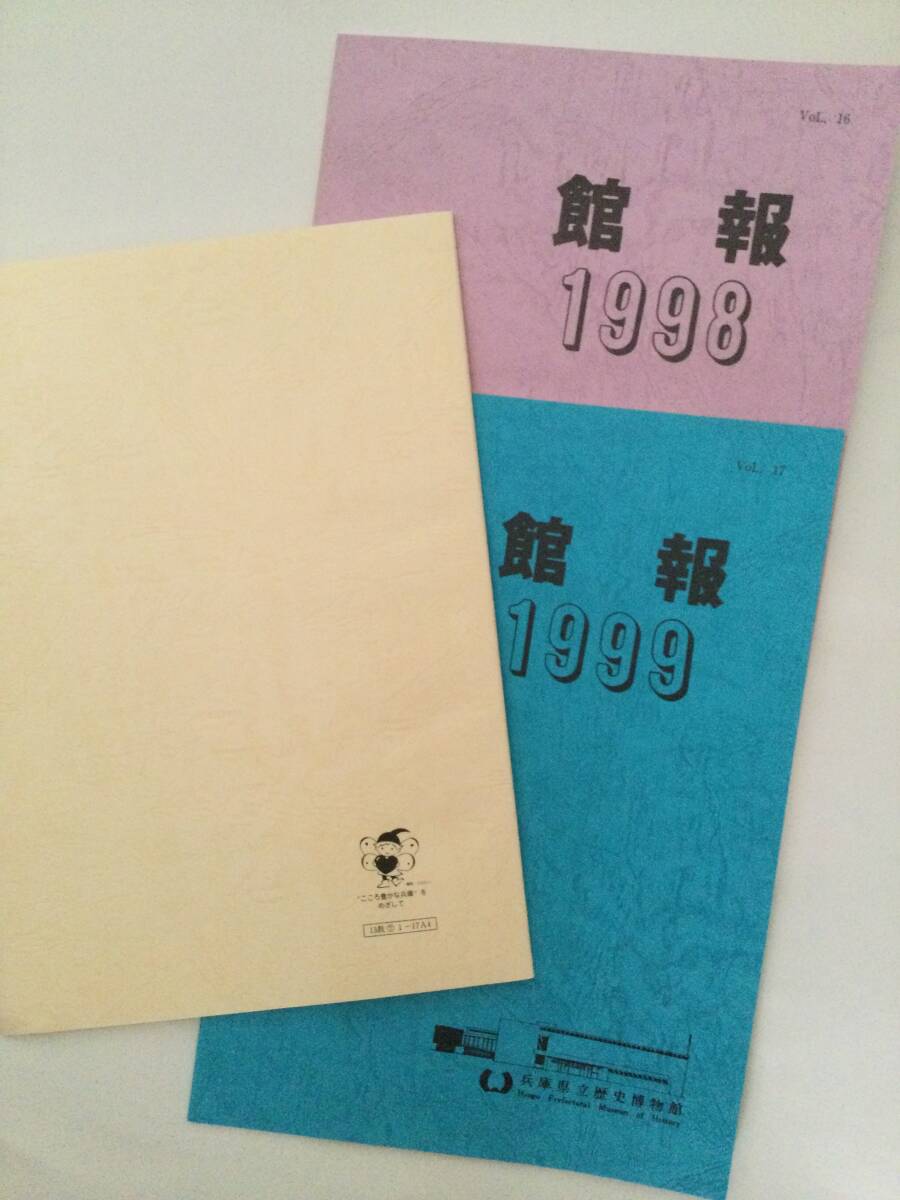 VoL. 16
館 報
1998
VoL. 17
館 報
1999
兵庫県立歴史博物館
Hyogo Prefectural Museum of History
"こころ豊かな兵庫"を
めざして